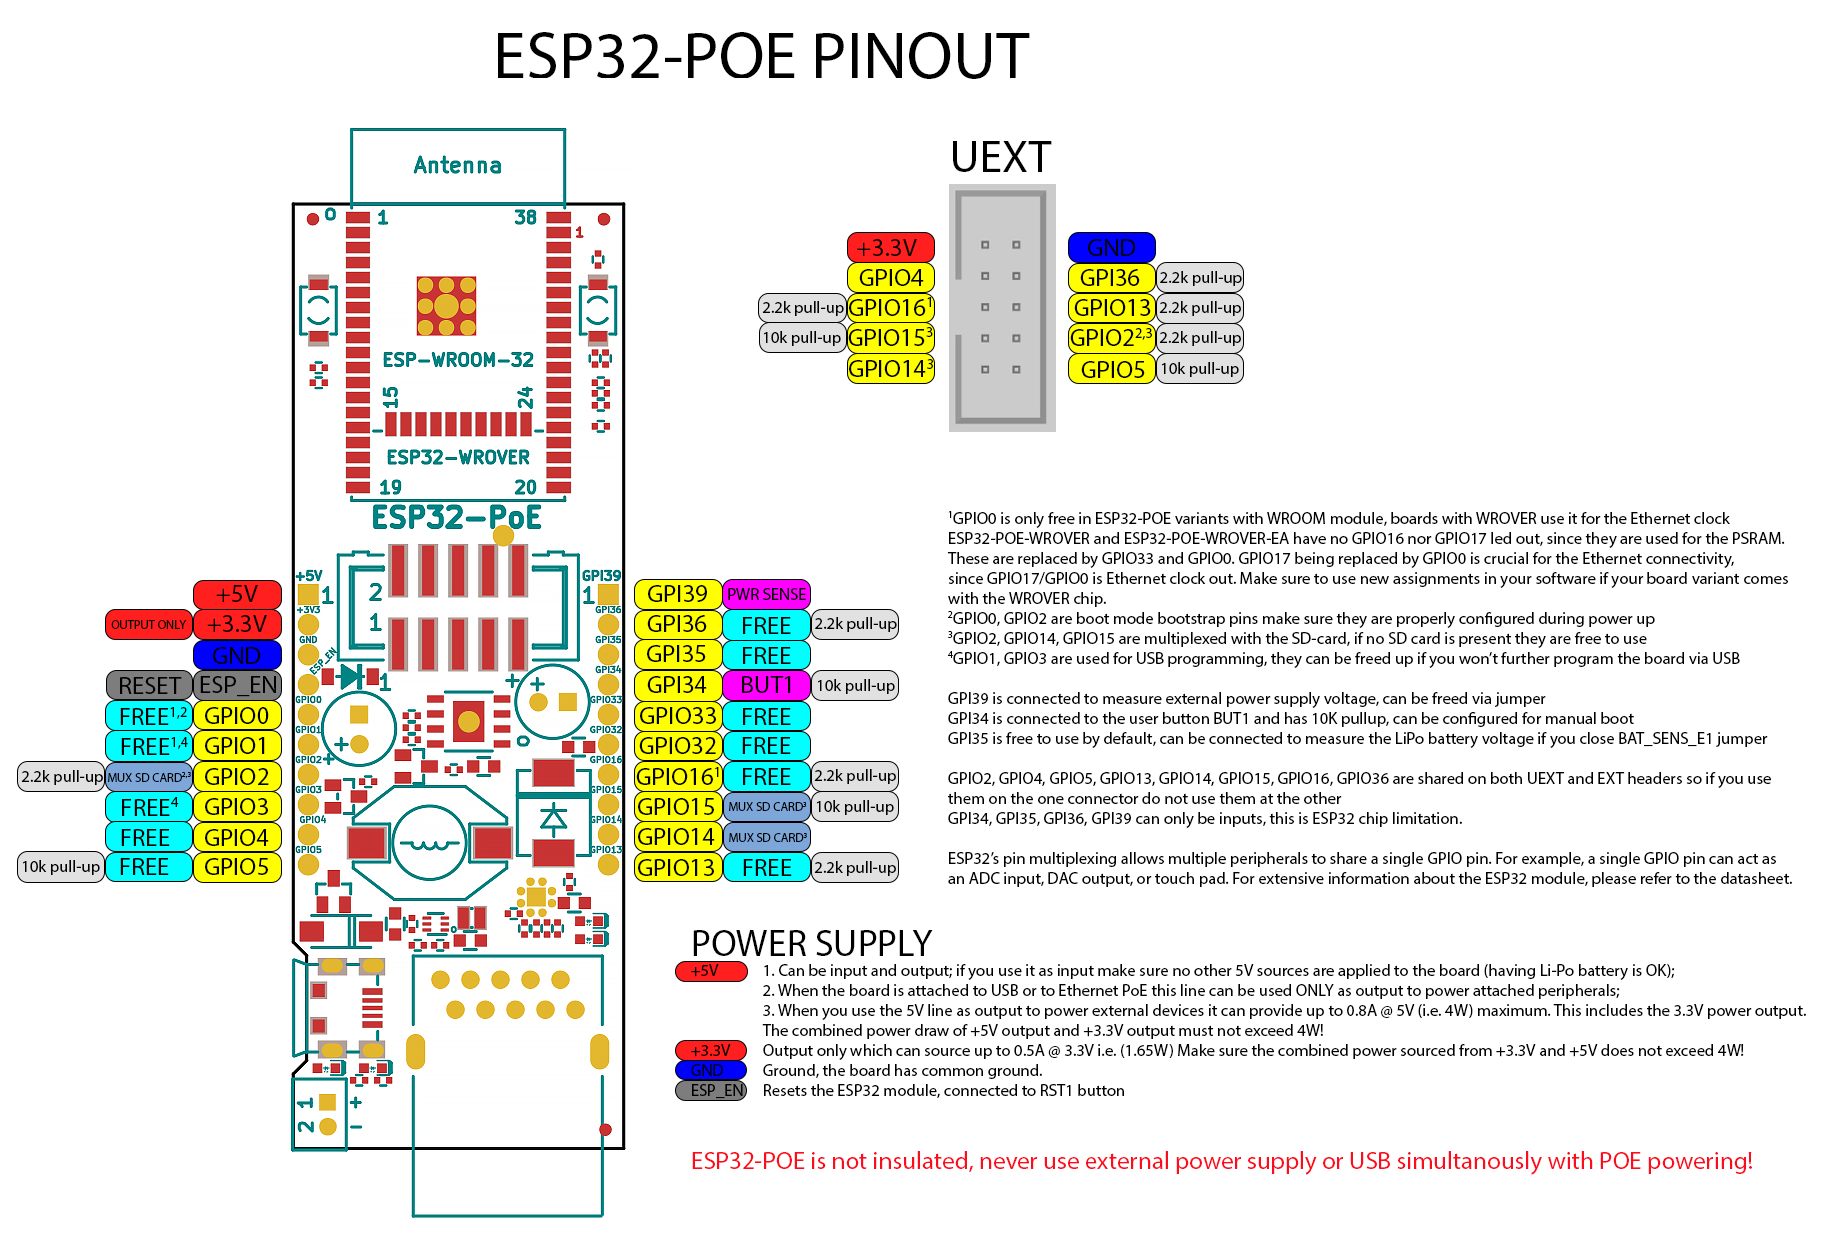 ESP32-POE PINOUT
UEXT
Antenna
O 1 38
1
ESP-WROOM-32
15 24
ESP32-WROVER
19 20
ESP32-PoE
+3.3V GND
GPIO4 GPI36 2.2k pull-up
2.2k pull-up GPIO16¹ GPIO13 2.2k pull-up
10k pull-up GPIO15³ GPIO2²,³ 2.2k pull-up
GPIO14³ GPIO5 10k pull-up
+5V
OUTPUT ONLY +3.3V
GND
RESET ESP_EN
FREE¹,² GPIO0
FREE¹,⁴ GPIO1
2.2k pull-up MUX SD CARD²,³ GPIO2
FREE⁴ GPIO3
FREE GPIO4
10k pull-up FREE GPIO5
+5V 1
+3V3
GND
ESP_EN
GPIO0
GPIO1
GPIO2
GPIO3
GPIO4
GPIO5
2
1
1
+ +
+
+
O
GPI39
1
GPI36
GPI35
GPI34
GPIO33
GPIO32
GPIO16
GPIO15
GPIO14
GPIO13
1 +
2 −
GPI39 PWR SENSE
GPI36 FREE 2.2k pull-up
GPI35 FREE
GPI34 BUT1 10k pull-up
GPIO33 FREE
GPIO32 FREE
GPIO16¹ FREE 2.2k pull-up
GPIO15 MUX SD CARD³ 10k pull-up
GPIO14 MUX SD CARD³
GPIO13 FREE 2.2k pull-up
¹GPIO0 is only free in ESP32-POE variants with WROOM module, boards with WROVER use it for the Ethernet clock
ESP32-POE-WROVER and ESP32-POE-WROVER-EA have no GPIO16 nor GPIO17 led out, since they are used for the PSRAM.
These are replaced by GPIO33 and GPIO0. GPIO17 being replaced by GPIO0 is crucial for the Ethernet connectivity,
since GPIO17/GPIO0 is Ethernet clock out. Make sure to use new assignments in your software if your board variant comes
with the WROVER chip.
²GPIO0, GPIO2 are boot mode bootstrap pins make sure they are properly configured during power up
³GPIO2, GPIO14, GPIO15 are multiplexed with the SD-card, if no SD card is present they are free to use
⁴GPIO1, GPIO3 are used for USB programming, they can be freed up if you won't further program the board via USB
GPI39 is connected to measure external power supply voltage, can be freed via jumper
GPI34 is connected to the user button BUT1 and has 10K pullup, can be configured for manual boot
GPI35 is free to use by default, can be connected to measure the LiPo battery voltage if you close BAT_SENS_E1 jumper
GPIO2, GPIO4, GPIO5, GPIO13, GPIO14, GPIO15, GPIO16, GPIO36 are shared on both UEXT and EXT headers so if you use
them on the one connector do not use them at the other
GPI34, GPI35, GPI36, GPI39 can only be inputs, this is ESP32 chip limitation.
ESP32's pin multiplexing allows multiple peripherals to share a single GPIO pin. For example, a single GPIO pin can act as
an ADC input, DAC output, or touch pad. For extensive information about the ESP32 module, please refer to the datasheet.
POWER SUPPLY
+5V 1. Can be input and output; if you use it as input make sure no other 5V sources are applied to the board (having Li-Po battery is OK);
2. When the board is attached to USB or to Ethernet PoE this line can be used ONLY as output to power attached peripherals;
3. When you use the 5V line as output to power external devices it can provide up to 0.8A @ 5V (i.e. 4W) maximum. This includes the 3.3V power output.
The combined power draw of +5V output and +3.3V output must not exceed 4W!
+3.3V Output only which can source up to 0.5A @ 3.3V i.e. (1.65W) Make sure the combined power sourced from +3.3V and +5V does not exceed 4W!
GND Ground, the board has common ground.
ESP_EN Resets the ESP32 module, connected to RST1 button
ESP32-POE is not insulated, never use external power supply or USB simultanously with POE powering!